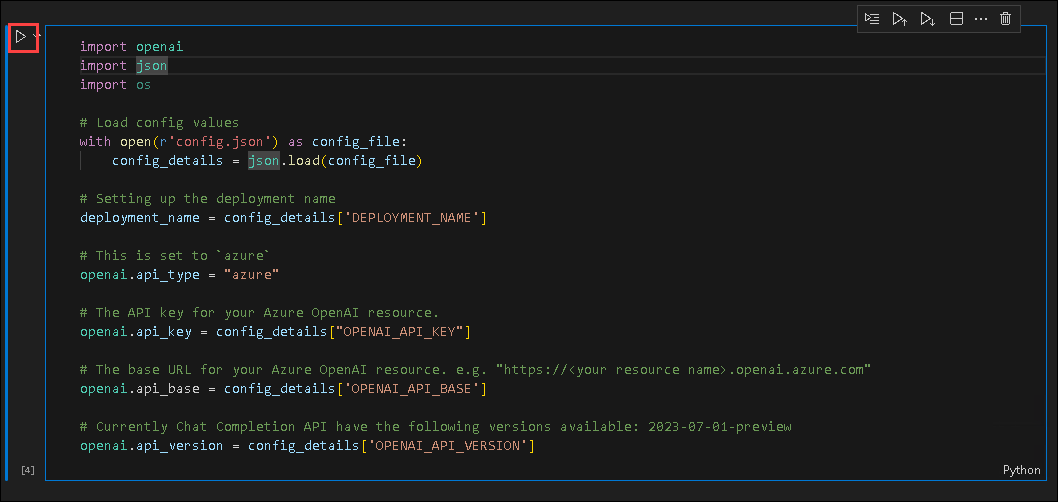 import openai
import json
import os
# Load config values
with open(r'config.json') as config_file:
    config_details = json.load(config_file)
# Setting up the deployment name
deployment_name = config_details['DEPLOYMENT_NAME']
# This is set to `azure`
openai.api_type = "azure"
# The API key for your Azure OpenAI resource.
openai.api_key = config_details["OPENAI_API_KEY"]
# The base URL for your Azure OpenAI resource. e.g. "https://<your resource name>.openai.azure.com"
openai.api_base = config_details['OPENAI_API_BASE']
# Currently Chat Completion API have the following versions available: 2023-07-01-preview
openai.api_version = config_details['OPENAI_API_VERSION']
[4]
Python